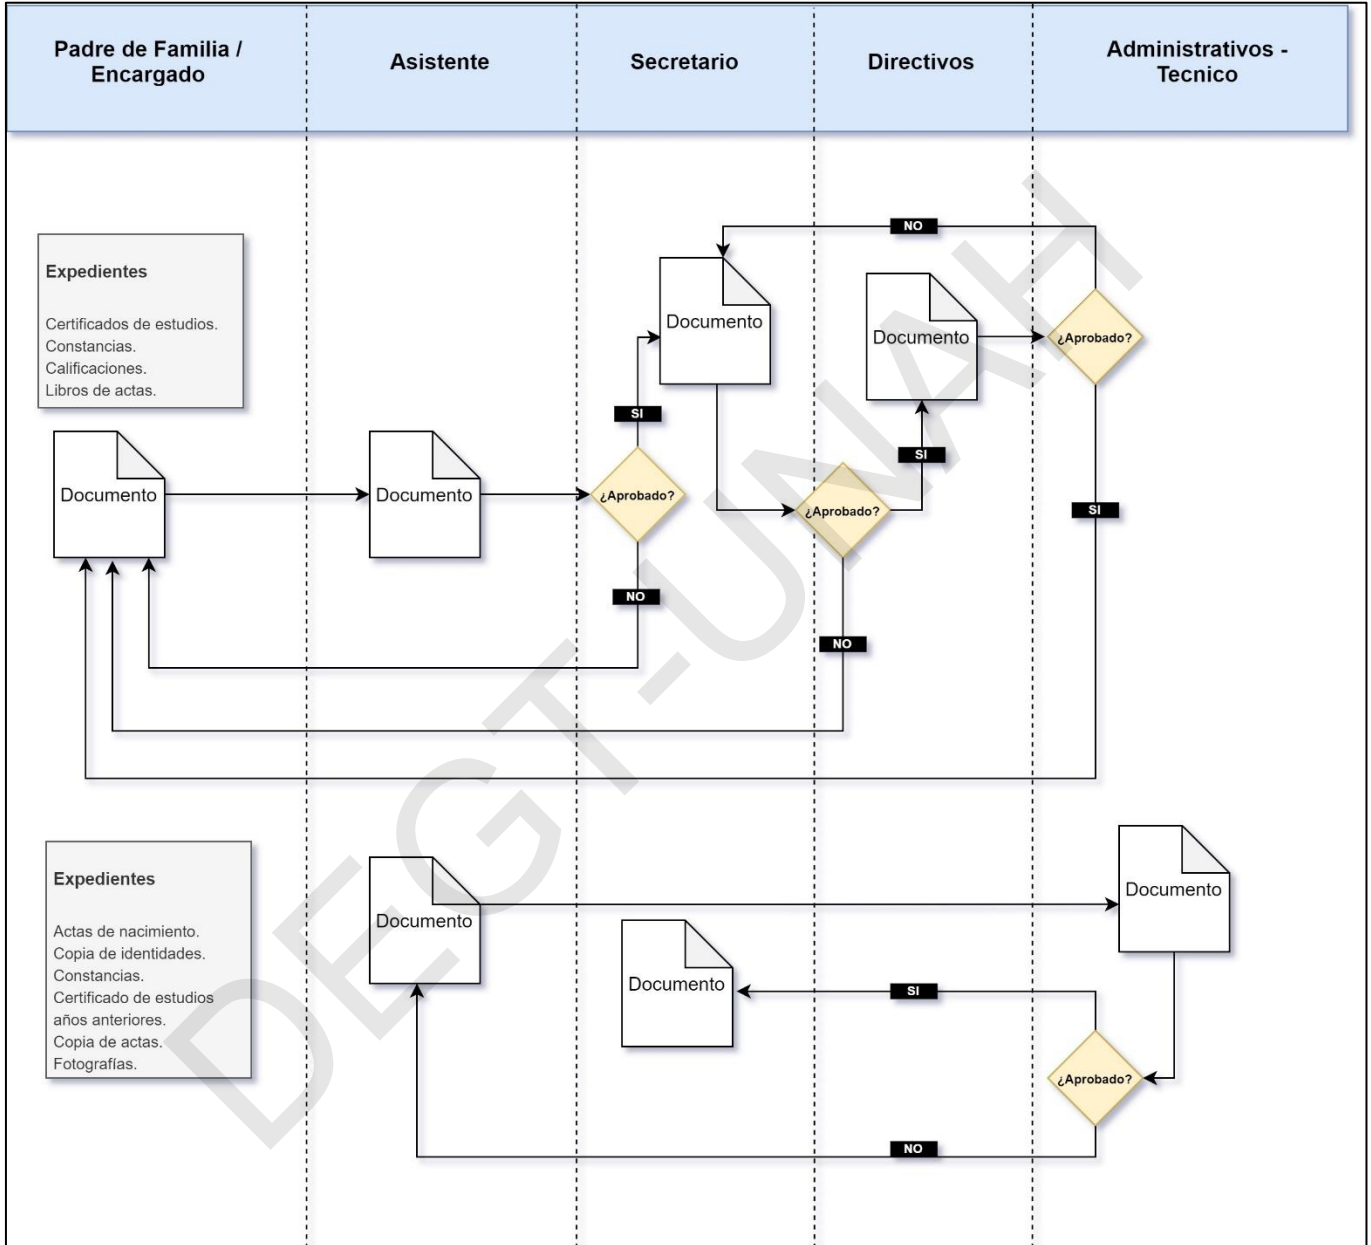 Padre de Familia /
Encargado
Asistente
Secretario
Directivos
Administrativos -
Tecnico
NO
Expedientes
Certificados de estudios.
Constancias.
Calificaciones.
Libros de actas.
Documento
Documento
¿Aprobado?
SI
SI
Documento
Documento
¿Aprobado?
¿Aprobado?
SI
NO
NO
Expedientes
Actas de nacimiento.
Copia de identidades.
Constancias.
Certificado de estudios
años anteriores.
Copia de actas.
Fotografías.
Documento
Documento
Documento
SI
¿Aprobado?
NO
DEGT-UNAH